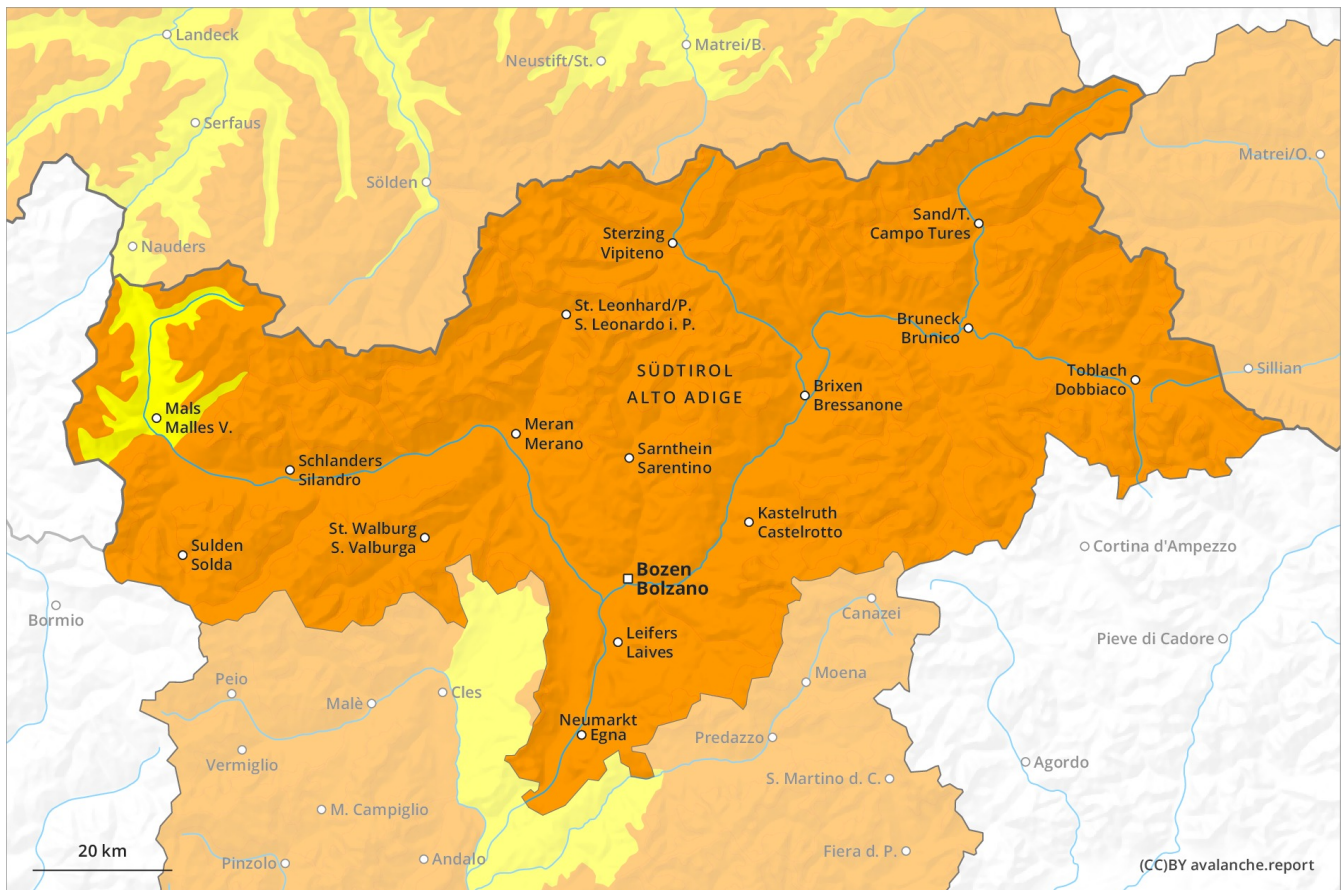 Landeck
Matrei/B.
Neustift/St.
Serfaus
Matrei/O.
Sölden
Sand/T.
Campo Tures
Sterzing
Vipiteno
Nauders
St. Leonhard/P.
S. Leonardo i. P.
Bruneck
Brunico
SÜDTIROL
ALTO ADIGE
Toblach
Dobbiaco
Sillian
Brixen
Bressanone
Mals
Malles V.
Meran
Merano
Schlanders
Silandro
Sarnthein
Sarentino
Kastelruth
Castelrotto
St. Walburg
S. Valburga
Sulden
Solda
Cortina d'Ampezzo
Bozen
Bolzano
Bormio
Canazei
Leifers
Laives
Pieve di Cadore
Peio
Moena
Malè
Cles
Neumarkt
Egna
Predazzo
Vermiglio
Agordo
S. Martino d. C.
M. Campiglio
20 km
Pinzolo
Andalo
Fiera d. P.
(CC)BY avalanche.report